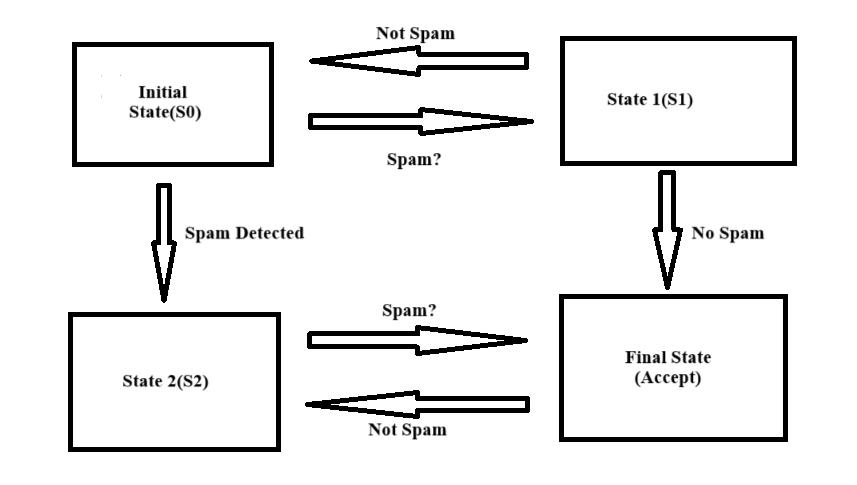 Not Spam
Initial
State(S0)
State 1(S1)
Spam?
Spam Detected
No Spam
Spam?
State 2(S2)
Final State
(Accept)
Not Spam